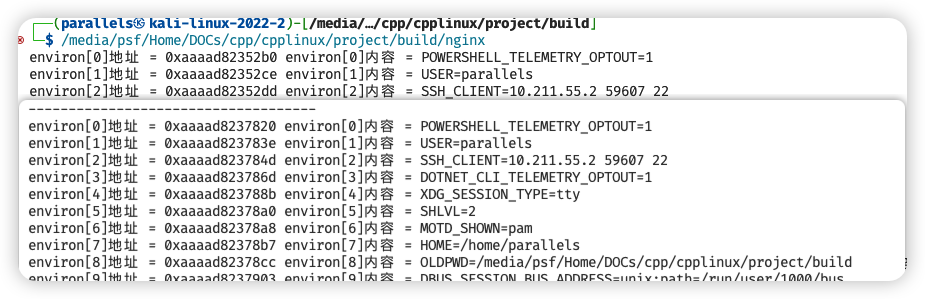 (parallels㉿ kali-linux-2022-2)-[/media/…/cpp/cpplinux/project/build]
$ /media/psf/Home/DOCs/cpp/cpplinux/project/build/nginx
environ[0]地址 = 0xaaaad82352b0 environ[0]内容 = POWERSHELL_TELEMETRY_OPTOUT=1
environ[1]地址 = 0xaaaad82352ce environ[1]内容 = USER=parallels
environ[2]地址 = 0xaaaad82352dd environ[2]内容 = SSH_CLIENT=10.211.55.2 59607 22
------------------------------------
environ[0]地址 = 0xaaaad8237820 environ[0]内容 = POWERSHELL_TELEMETRY_OPTOUT=1
environ[1]地址 = 0xaaaad823783e environ[1]内容 = USER=parallels
environ[2]地址 = 0xaaaad823784d environ[2]内容 = SSH_CLIENT=10.211.55.2 59607 22
environ[3]地址 = 0xaaaad823786d environ[3]内容 = DOTNET_CLI_TELEMETRY_OPTOUT=1
environ[4]地址 = 0xaaaad823788b environ[4]内容 = XDG_SESSION_TYPE=tty
environ[5]地址 = 0xaaaad82378a0 environ[5]内容 = SHLVL=2
environ[6]地址 = 0xaaaad82378a8 environ[6]内容 = MOTD_SHOWN=pam
environ[7]地址 = 0xaaaad82378b7 environ[7]内容 = HOME=/home/parallels
environ[8]地址 = 0xaaaad82378cc environ[8]内容 = OLDPWD=/media/psf/Home/DOCs/cpp/cpplinux/project/build
environ[9]地址 = 0xaaaad8237903 environ[9]内容 = DBUS_SESSION_BUS_ADDRESS=unix:path=/run/user/1000/bus